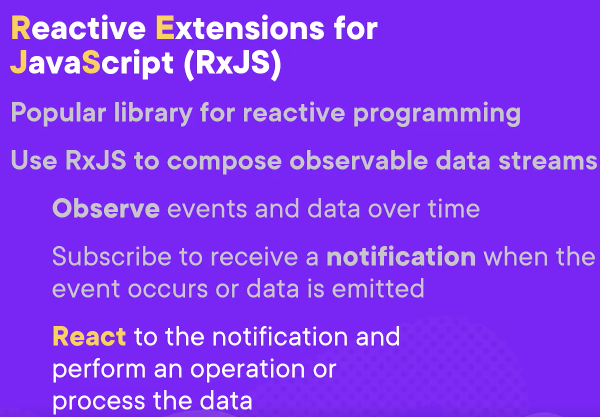 Reactive Extensions for
JavaScript (RxJS)
Popular library for reactive programming
Use RxJS to compose observable data streams
Observe events and data over time
Subscribe to receive a notification when the
event occurs or data is emitted
React to the notification and
perform an operation or
process the data